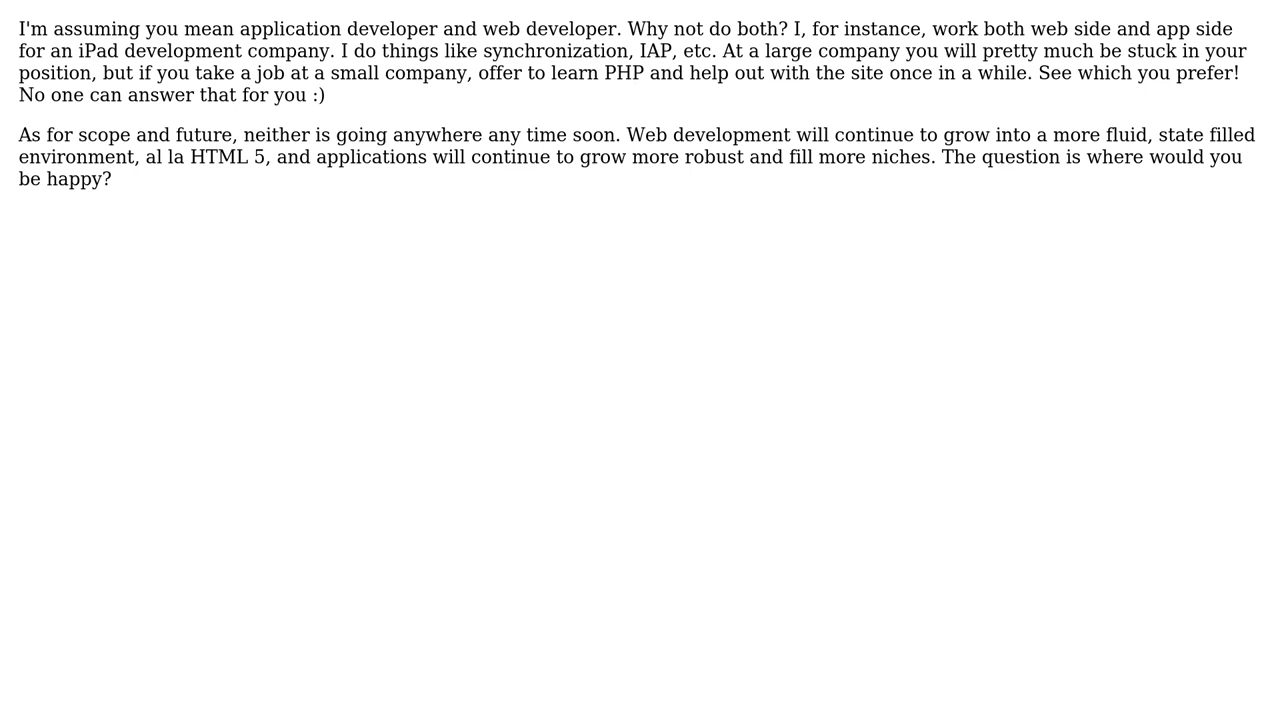 I'm assuming you mean application developer and web developer. Why not do both? I, for instance, work both web side and app side
for an iPad development company. I do things like synchronization, IAP, etc. At a large company you will pretty much be stuck in your
position, but if you take a job at a small company, offer to learn PHP and help out with the site once in a while. See which you prefer!
No one can answer that for you :)
As for scope and future, neither is going anywhere any time soon. Web development will continue to grow into a more fluid, state filled
environment, al la HTML 5, and applications will continue to grow more robust and fill more niches. The question is where would you
be happy?